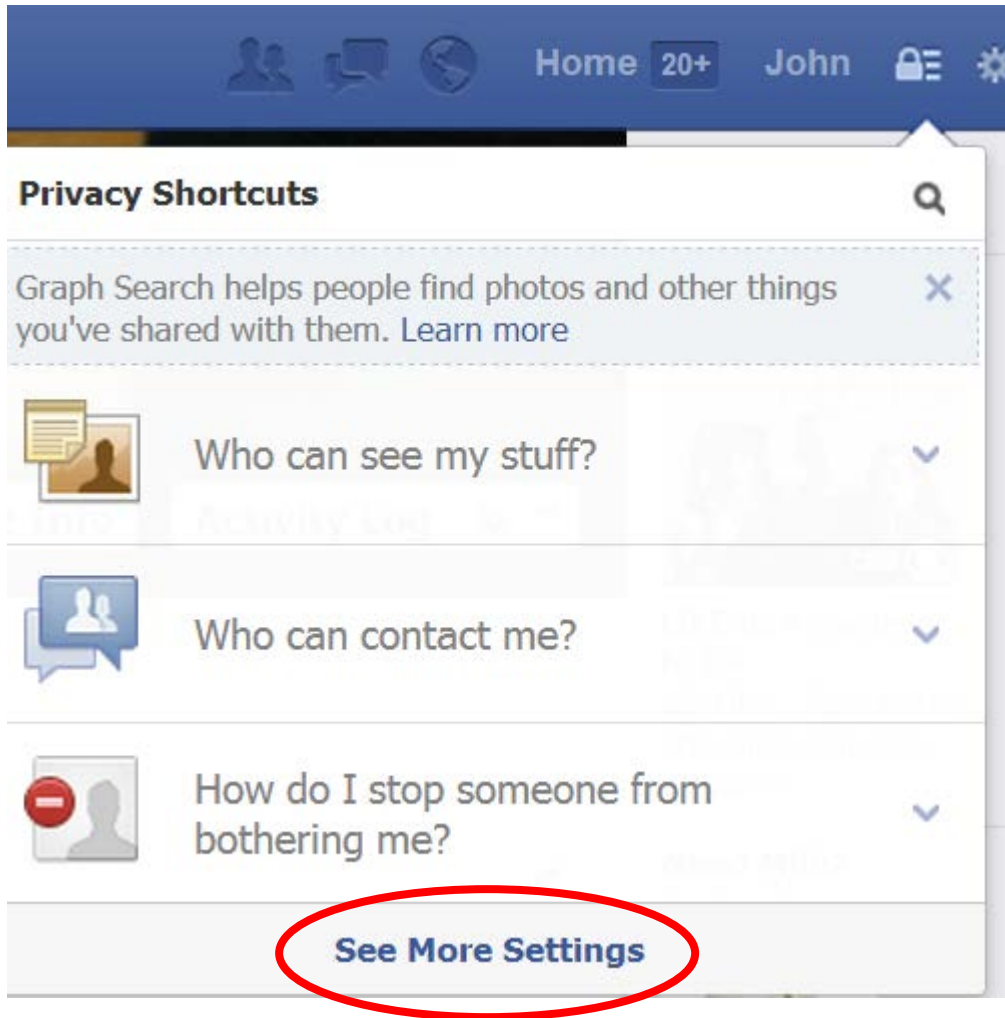 Home 20+ John
Privacy Shortcuts
Graph Search helps people find photos and other things
you've shared with them. Learn more
Who can see my stuff?
Activity Log
Who can contact me?
How do I stop someone from
bothering me?
See More Settings